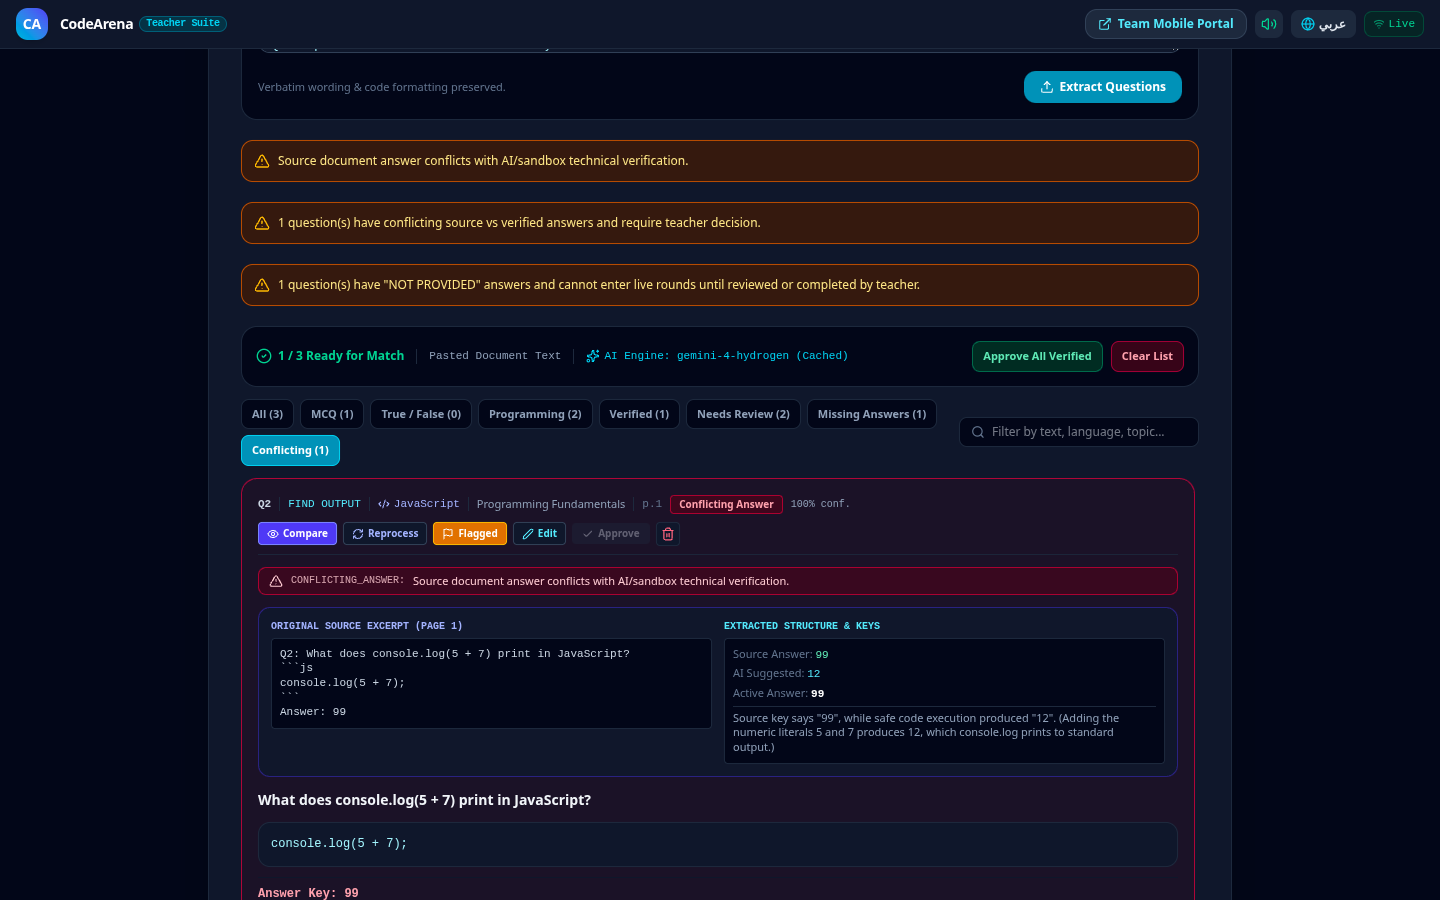 CA CodeArena Teacher Suite Team Mobile Portal عربي Live
Verbatim wording & code formatting preserved. Extract Questions
Source document answer conflicts with AI/sandbox technical verification.
1 question(s) have conflicting source vs verified answers and require teacher decision.
1 question(s) have "NOT PROVIDED" answers and cannot enter live rounds until reviewed or completed by teacher.
1 / 3 Ready for Match Pasted Document Text AI Engine: gemini-4-hydrogen (Cached) Approve All Verified Clear List
All (3) MCQ (1) True / False (0) Programming (2) Verified (1) Needs Review (2) Missing Answers (1)
Filter by text, language, topic...
Conflicting (1)
Q2 FIND OUTPUT JavaScript Programming Fundamentals p.1 Conflicting Answer 100% conf.
Compare Reprocess Flagged Edit Approve
CONFLICTING_ANSWER: Source document answer conflicts with AI/sandbox technical verification.
ORIGINAL SOURCE EXCERPT (PAGE 1)
Q2: What does console.log(5 + 7) print in JavaScript?
```js
console.log(5 + 7);
```
Answer: 99
EXTRACTED STRUCTURE & KEYS
Source Answer: 99
AI Suggested: 12
Active Answer: 99
Source key says "99", while safe code execution produced "12". (Adding the
numeric literals 5 and 7 produces 12, which console.log prints to standard
output.)
What does console.log(5 + 7) print in JavaScript?
console.log(5 + 7);
Answer Key: 99